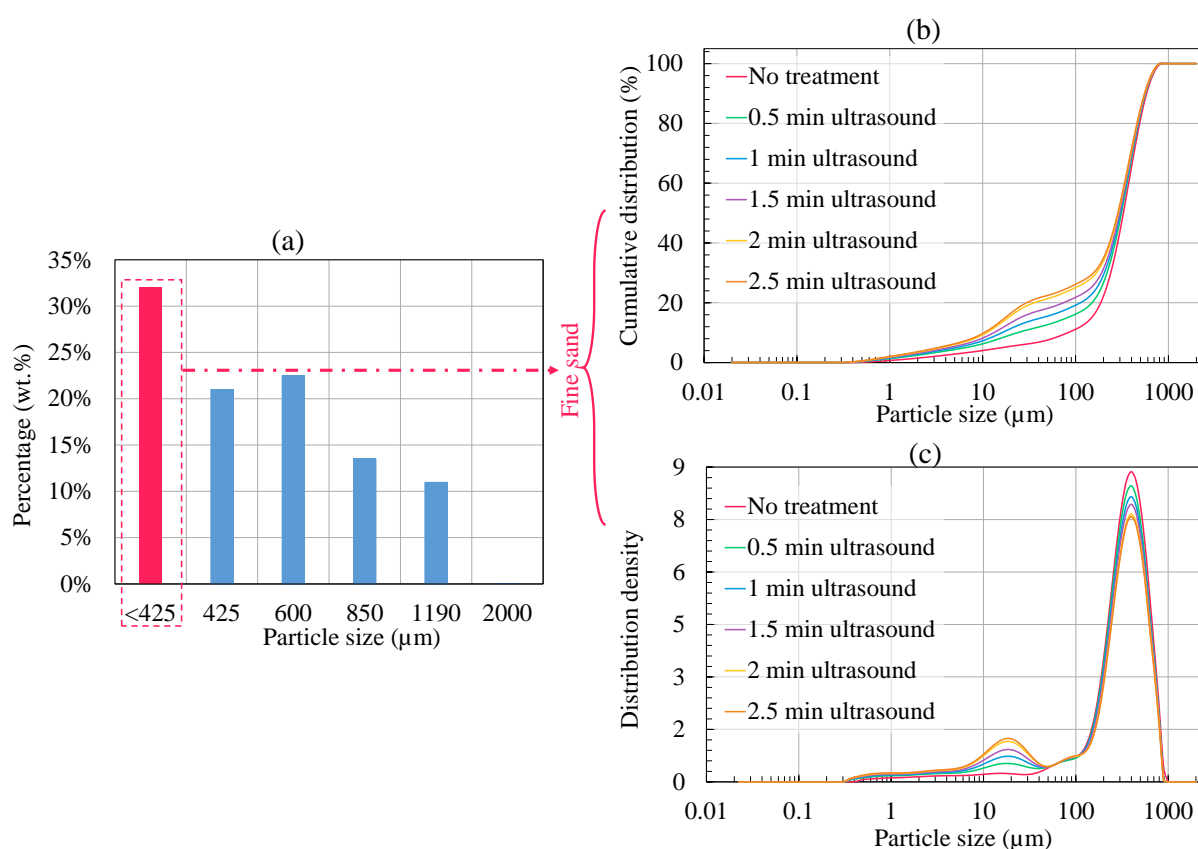 (a)
35%
30%
25%
20%
15%
10%
5%
0%
Percentage (wt.%)
<425 425 600 850 1190 2000
Particle size (µm)
Fine sand
(b)
100
80
60
40
20
0
Cumulative distribution (%)
No treatment
0.5 min ultrasound
1 min ultrasound
1.5 min ultrasound
2 min ultrasound
2.5 min ultrasound
0.01 0.1 1 10 100 1000
Particle size (µm)
(c)
9
8
6
5
3
2
0
Distribution density
No treatment
0.5 min ultrasound
1 min ultrasound
1.5 min ultrasound
2 min ultrasound
2.5 min ultrasound
0.01 0.1 1 10 100 1000
Particle size (µm)